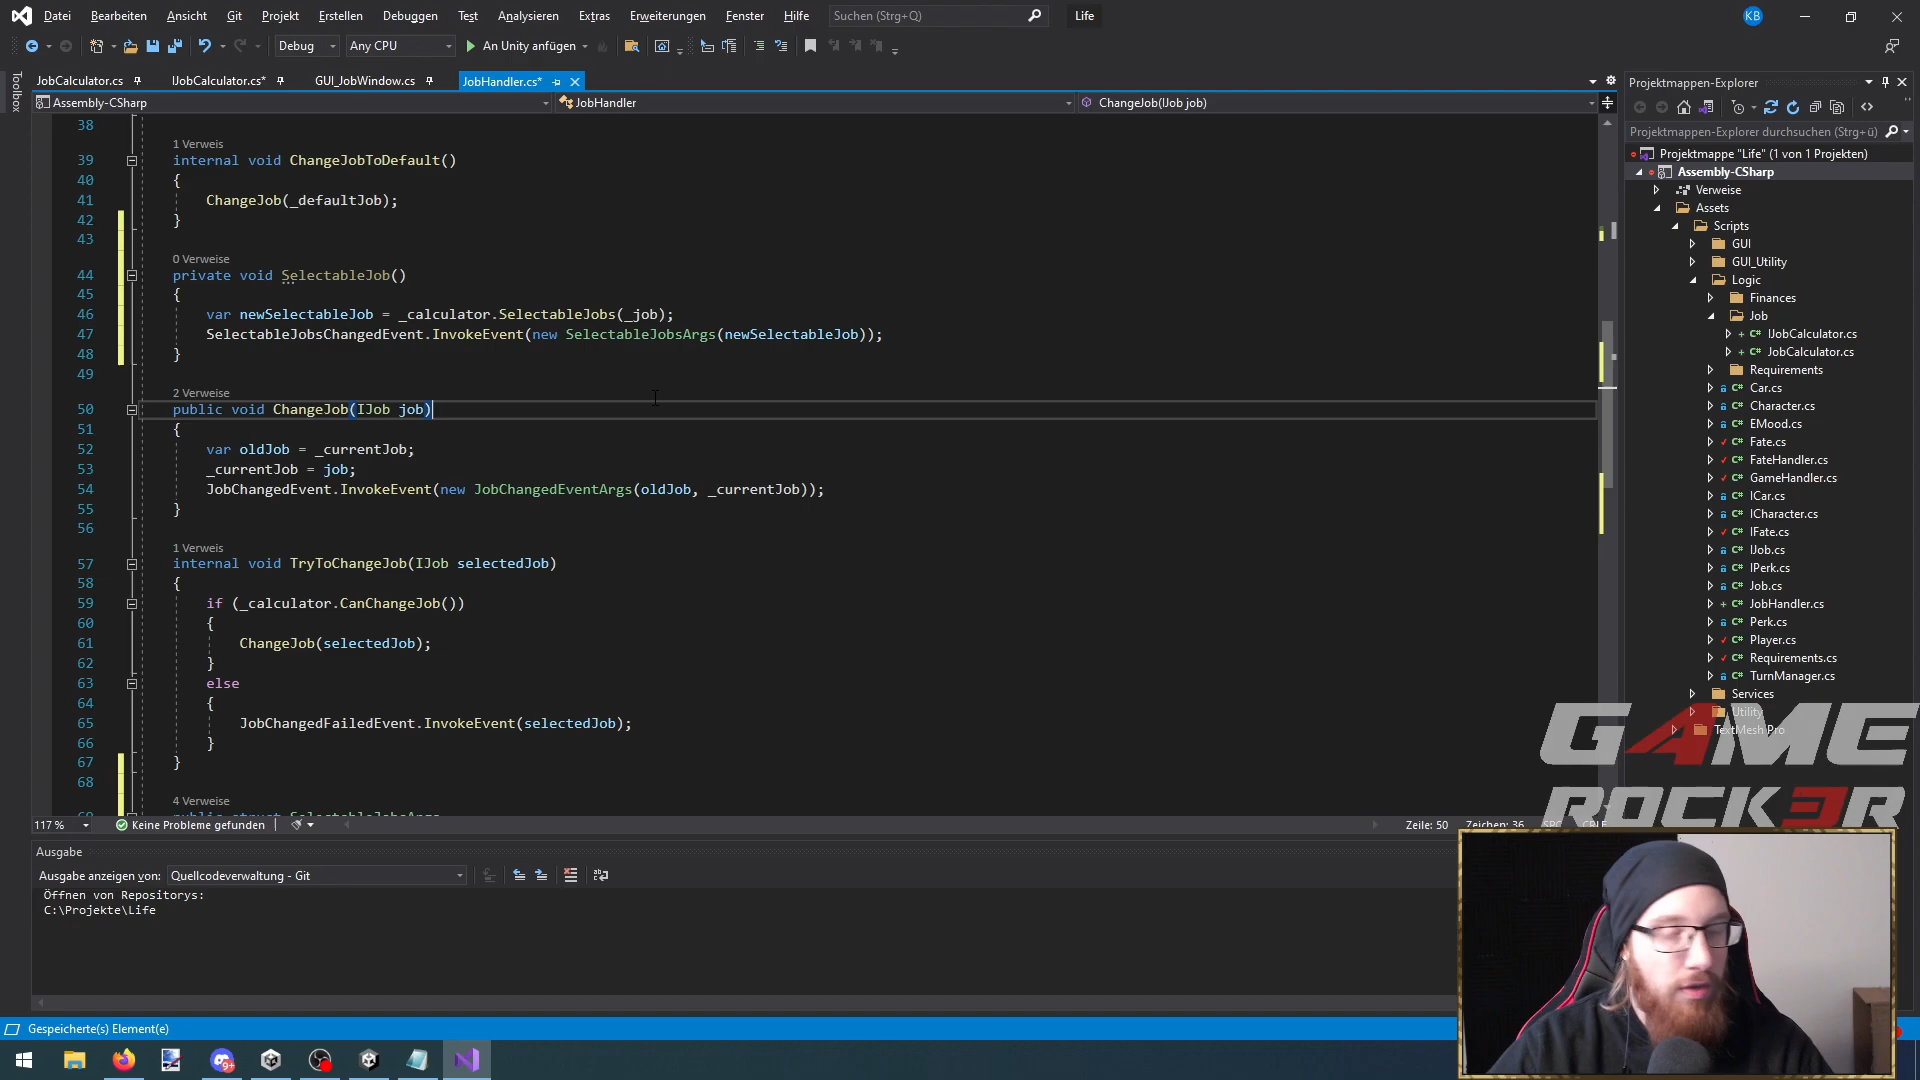 Datei Bearbeiten Ansicht Git Projekt Erstellen Debuggen Test Analysieren Extras Erweiterungen Fenster Hilfe Suchen (Strg+Q) Life KB
Debug Any CPU An Unity anfügen
Toolbox
JobCalculator.cs IJobCalculator.cs* GUI_JobWindow.cs JobHandler.cs*
Assembly-CSharp JobHandler ChangeJob(IJob job)
38
1 Verweis
39 internal void ChangeJobToDefault()
40 {
41 ChangeJob(_defaultJob);
42 }
43
0 Verweise
44 private void SelectableJob()
45 {
46 var newSelectableJob = _calculator.SelectableJobs(_job);
47 SelectableJobsChangedEvent.InvokeEvent(new SelectableJobsArgs(newSelectableJob));
48 }
49
2 Verweise
50 public void ChangeJob(IJob job)
51 {
52 var oldJob = _currentJob;
53 _currentJob = job;
54 JobChangedEvent.InvokeEvent(new JobChangedEventArgs(oldJob, _currentJob));
55 }
56
1 Verweis
57 internal void TryToChangeJob(IJob selectedJob)
58 {
59 if (_calculator.CanChangeJob())
60 {
61 ChangeJob(selectedJob);
62 }
63 else
64 {
65 JobChangedFailedEvent.InvokeEvent(selectedJob);
66 }
67 }
68
4 Verweise
117 % Keine Probleme gefunden Zeile: 50 Zeichen: 36 SPC CRLF
Ausgabe
Ausgabe anzeigen von: Quellcodeverwaltung - Git
Öffnen von Repositorys:
C:\Projekte\Life
Gespeicherte(s) Element(e)
9+
Projektmappen-Explorer
Projektmappen-Explorer durchsuchen (Strg+ü)
Projektmappe "Life" (1 von 1 Projekten)
Assembly-CSharp
Verweise
Assets
Scripts
GUI
GUI_Utility
Logic
Finances
Job
IJobCalculator.cs
JobCalculator.cs
Requirements
Car.cs
Character.cs
EMood.cs
Fate.cs
FateHandler.cs
GameHandler.cs
ICar.cs
ICharacter.cs
IFate.cs
IJob.cs
IPerk.cs
Job.cs
JobHandler.cs
Perk.cs
Player.cs
Requirements.cs
TurnManager.cs
Services
Utility
TextMesh Pro
GAME
ROCK3R